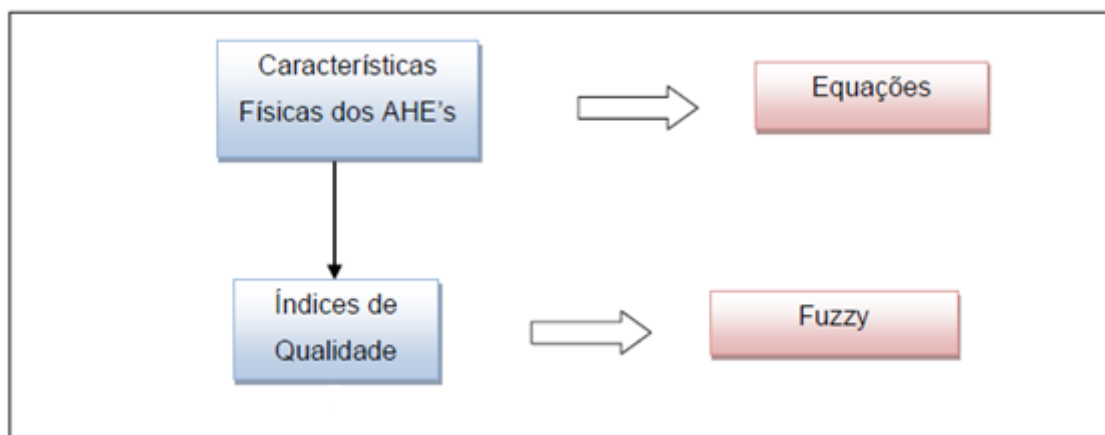 Características
Físicas dos AHE's
Equações
Índices de
Qualidade
Fuzzy